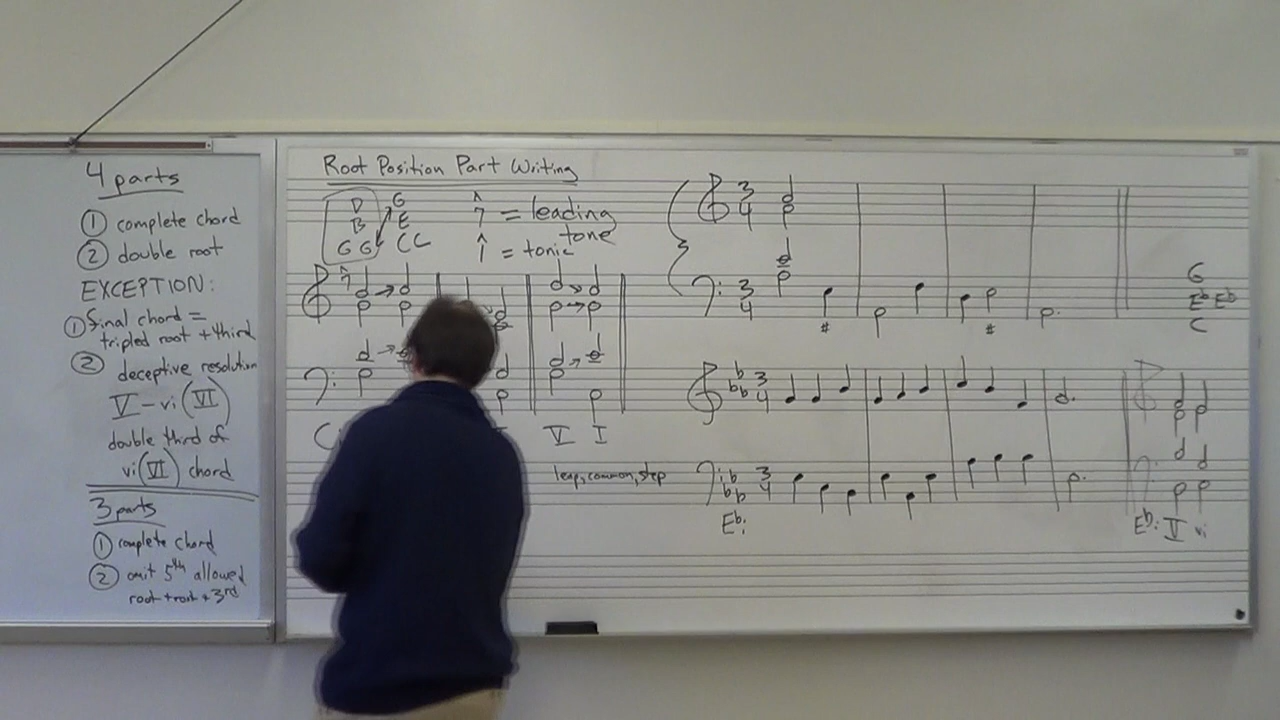 4 parts
① complete chord
② double root
EXCEPTION:
① final chord =
tripled root + third
② deceptive resolution
V - vi (VI)
double third of
vi (VI) chord
3 parts
① complete chord
② omit 5th allowed
root + root + 3rd
Root Position Part Writing
D G
B E
G G C C
7̂ = leading
tone
1̂ = tonic
7̂
V I
leap, common, step
3
4
3
4
#
#
G
E♭ E♭
C
♭
♭♭
3
4
♭
♭♭
3
4
E♭:
E♭: V vi